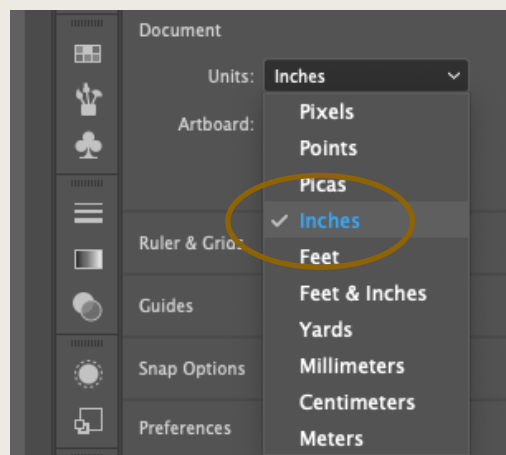 Document
Units: Inches
Artboard:
Pixels
Points
Picas
Inches
Feet
Feet & Inches
Yards
Millimeters
Centimeters
Meters
Ruler & Grids
Guides
Snap Options
Preferences